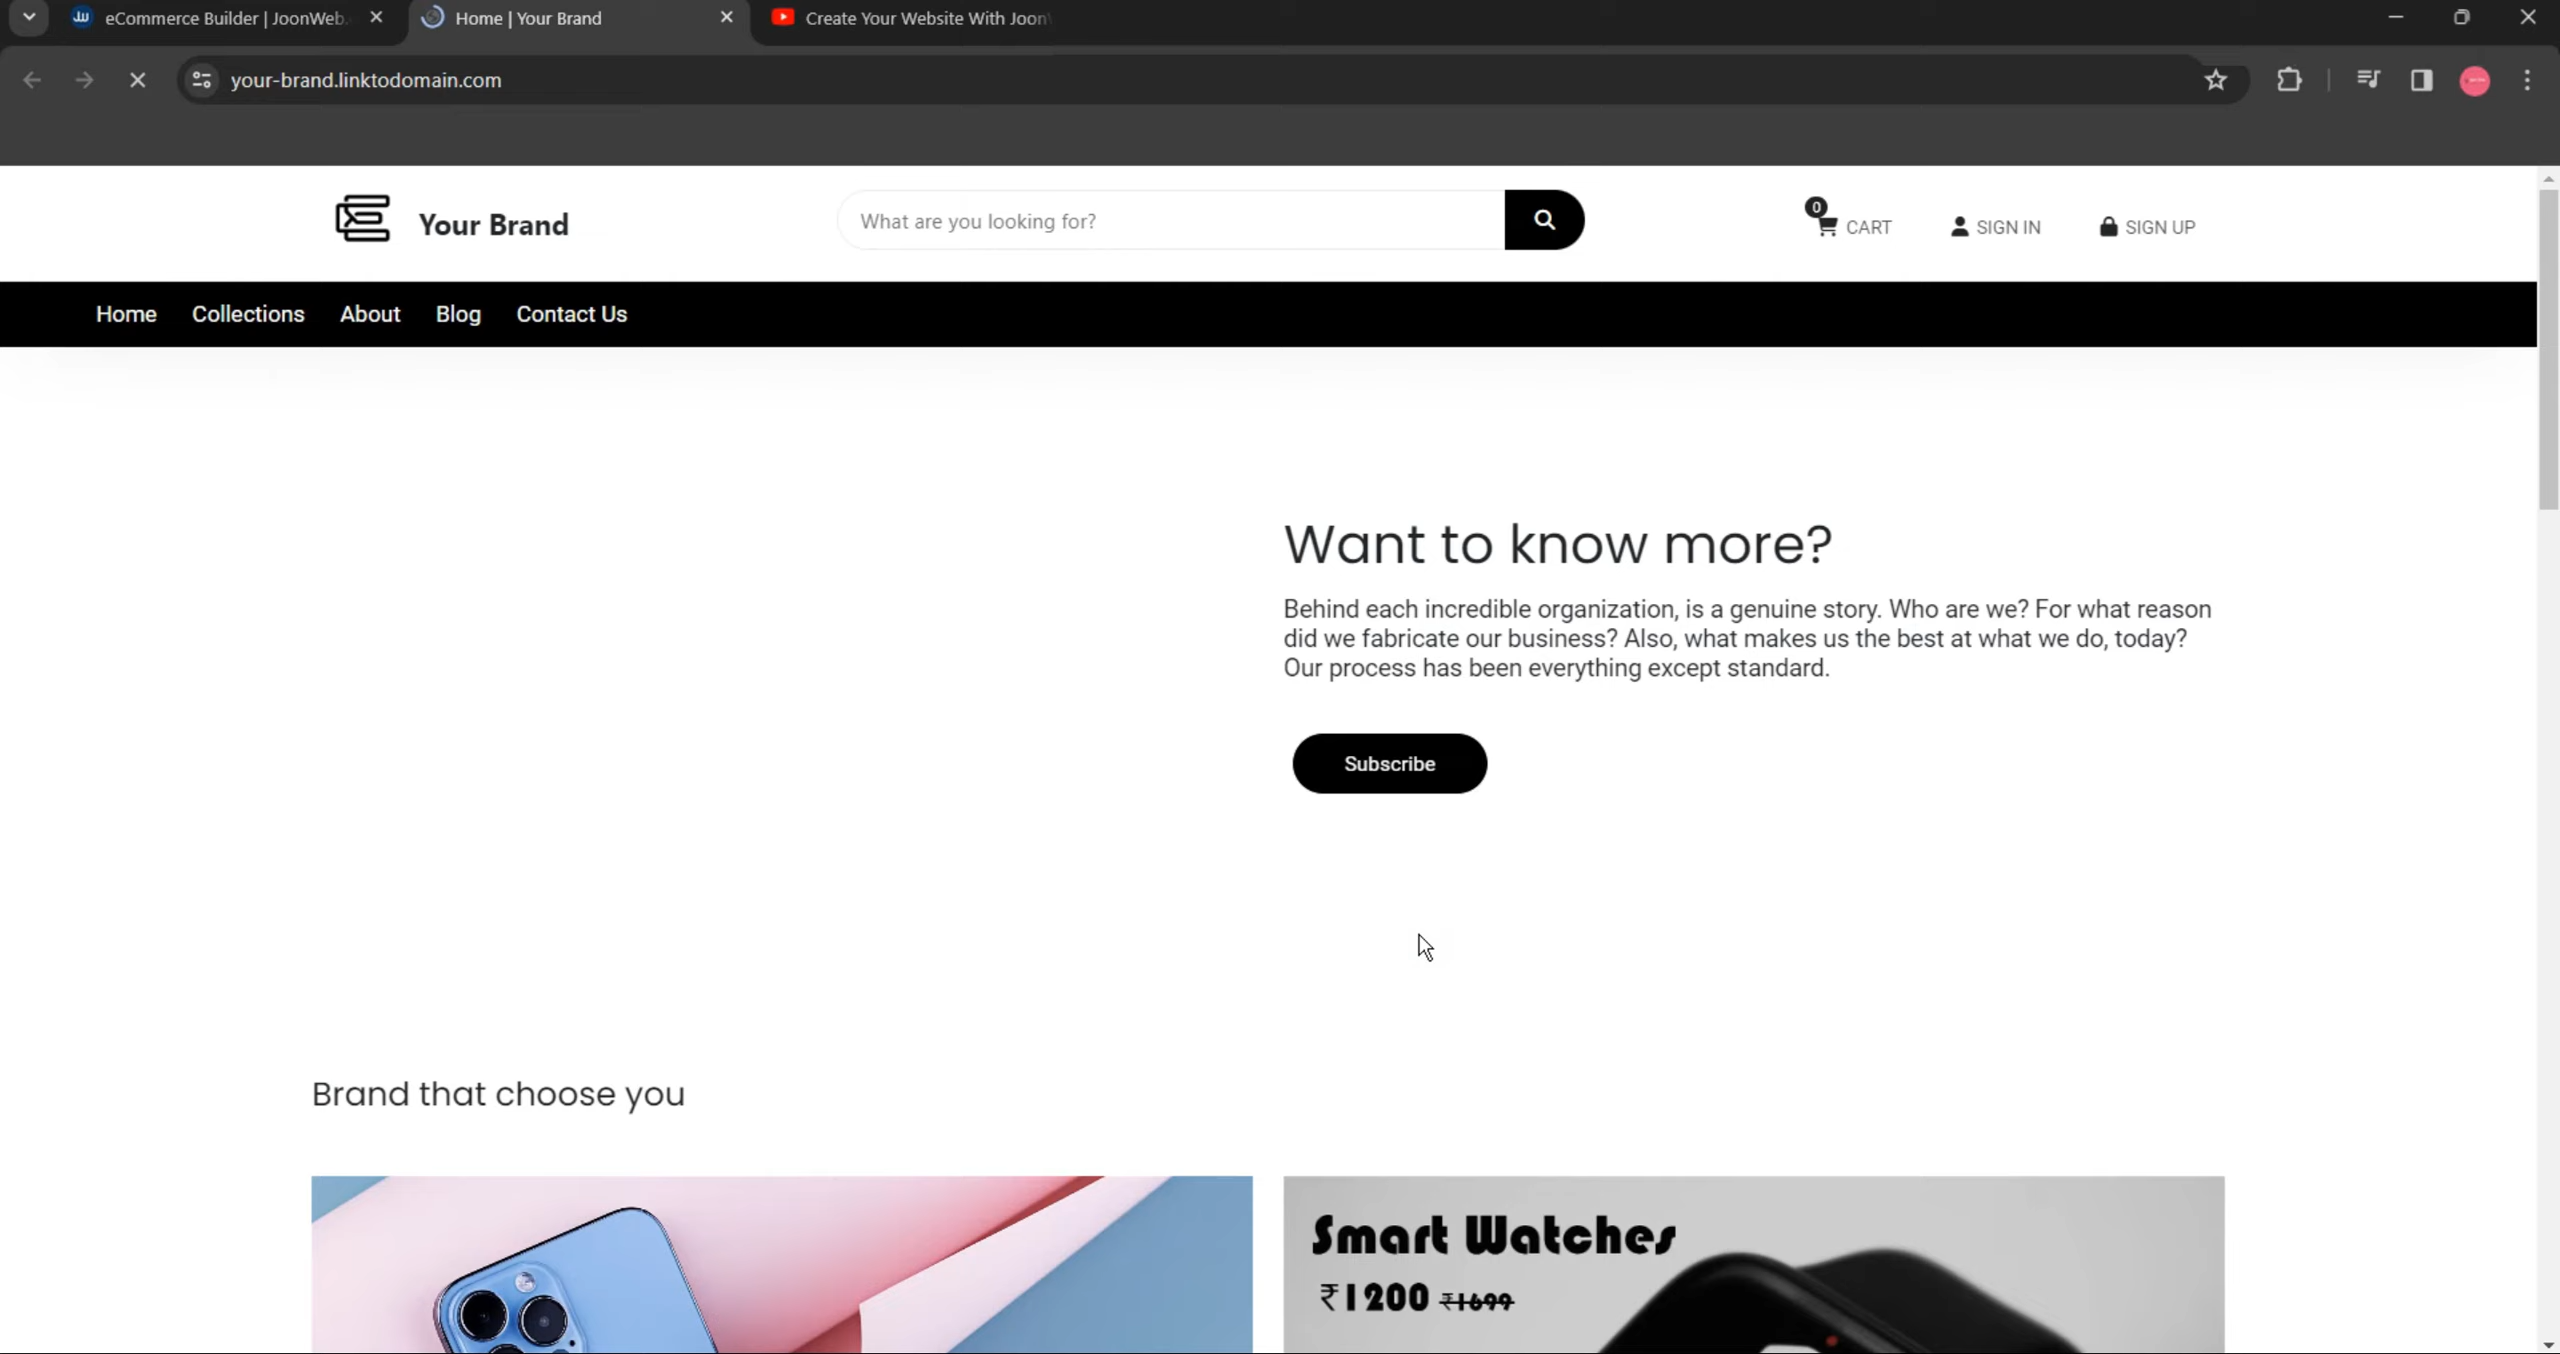 eCommerce Builder | JoonWeb.
Home | Your Brand
Create Your Website With Joon
your-brand.linktodomain.com
Your Brand
What are you looking for?
0
CART
SIGN IN
SIGN UP
Home
Collections
About
Blog
Contact Us
Want to know more?
Behind each incredible organization, is a genuine story. Who are we? For what reason
did we fabricate our business? Also, what makes us the best at what we do, today?
Our process has been everything except standard.
Subscribe
Brand that choose you
Smart Watches
₹1200 ₹1699